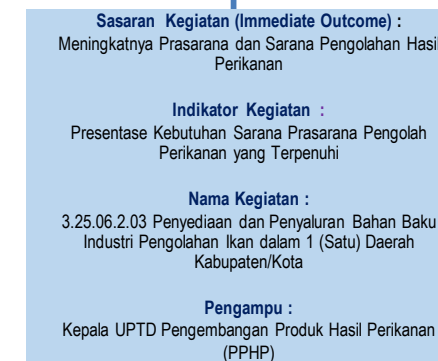 Sasaran Kegiatan (Immediate Outcome) :
Meningkatnya Prasarana dan Sarana Pengolahan Hasil
Perikanan
Indikator Kegiatan :
Presentase Kebutuhan Sarana Prasarana Pengolah
Perikanan yang Terpenuhi
Nama Kegiatan :
3.25.06.2.03 Penyediaan dan Penyaluran Bahan Baku
Industri Pengolahan Ikan dalam 1 (Satu) Daerah
Kabupaten/Kota
Pengampu :
Kepala UPTD Pengembangan Produk Hasil Perikanan
(PPHP)